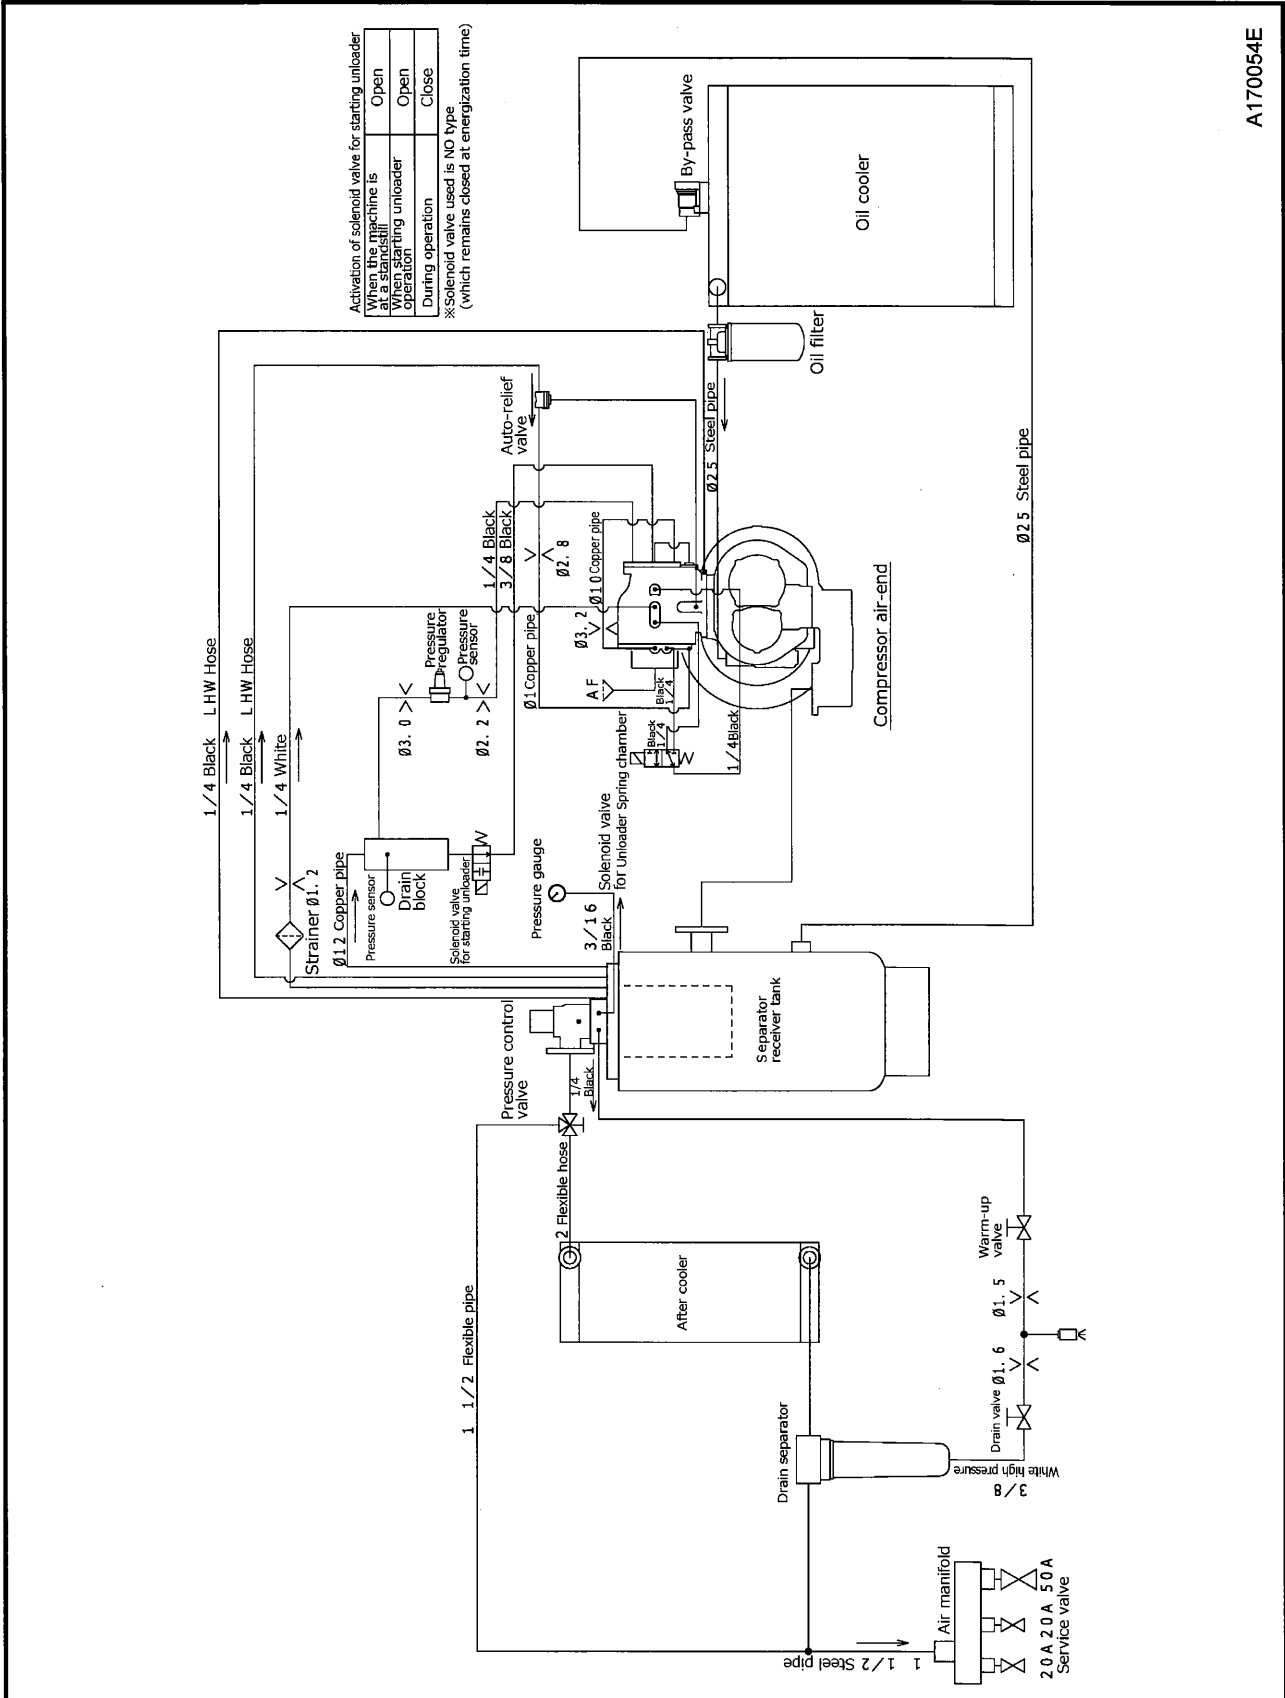 A170054E
Activation of solenoid valve for starting unloader
When the machine is
at a standstill
Open
When starting unloader
operation
Open
During operation
Close
※Solenoid valve used is NO type
(which remains closed at energization time)
1/4 Black LHW Hose
1/4 Black LHW Hose
1/4 White
Strainer Ø1.2
Ø12 Copper pipe
Pressure sensor
Drain
block
Solenoid valve
for starting unloader
Ø3.0
Pressure
regulator
Pressure
sensor
Ø2.2
1/4 Black
3/8 Black
Auto-relief
valve
Ø2.8
Ø1 Copper pipe
Ø10 Copper pipe
Ø3.2
AF
Black
1/4
Black
1/4
1/4Black
Solenoid valve
for Unloader Spring chamber
Pressure gauge
3/16
Black
By-pass valve
Oil cooler
Oil filter
Ø25 Steel pipe
Ø25 Steel pipe
Compressor air-end
Separator
receiver tank
Pressure control
valve
1/4
Black
2 Flexible hose
1 1/2 Flexible pipe
After cooler
Warm-up
valve
Ø1.5
Ø1.6
Drain valve
Drain separator
White high pressure
3/8
1 1/2 Steel pipe
Air manifold
20A 20A 50A
Service valve